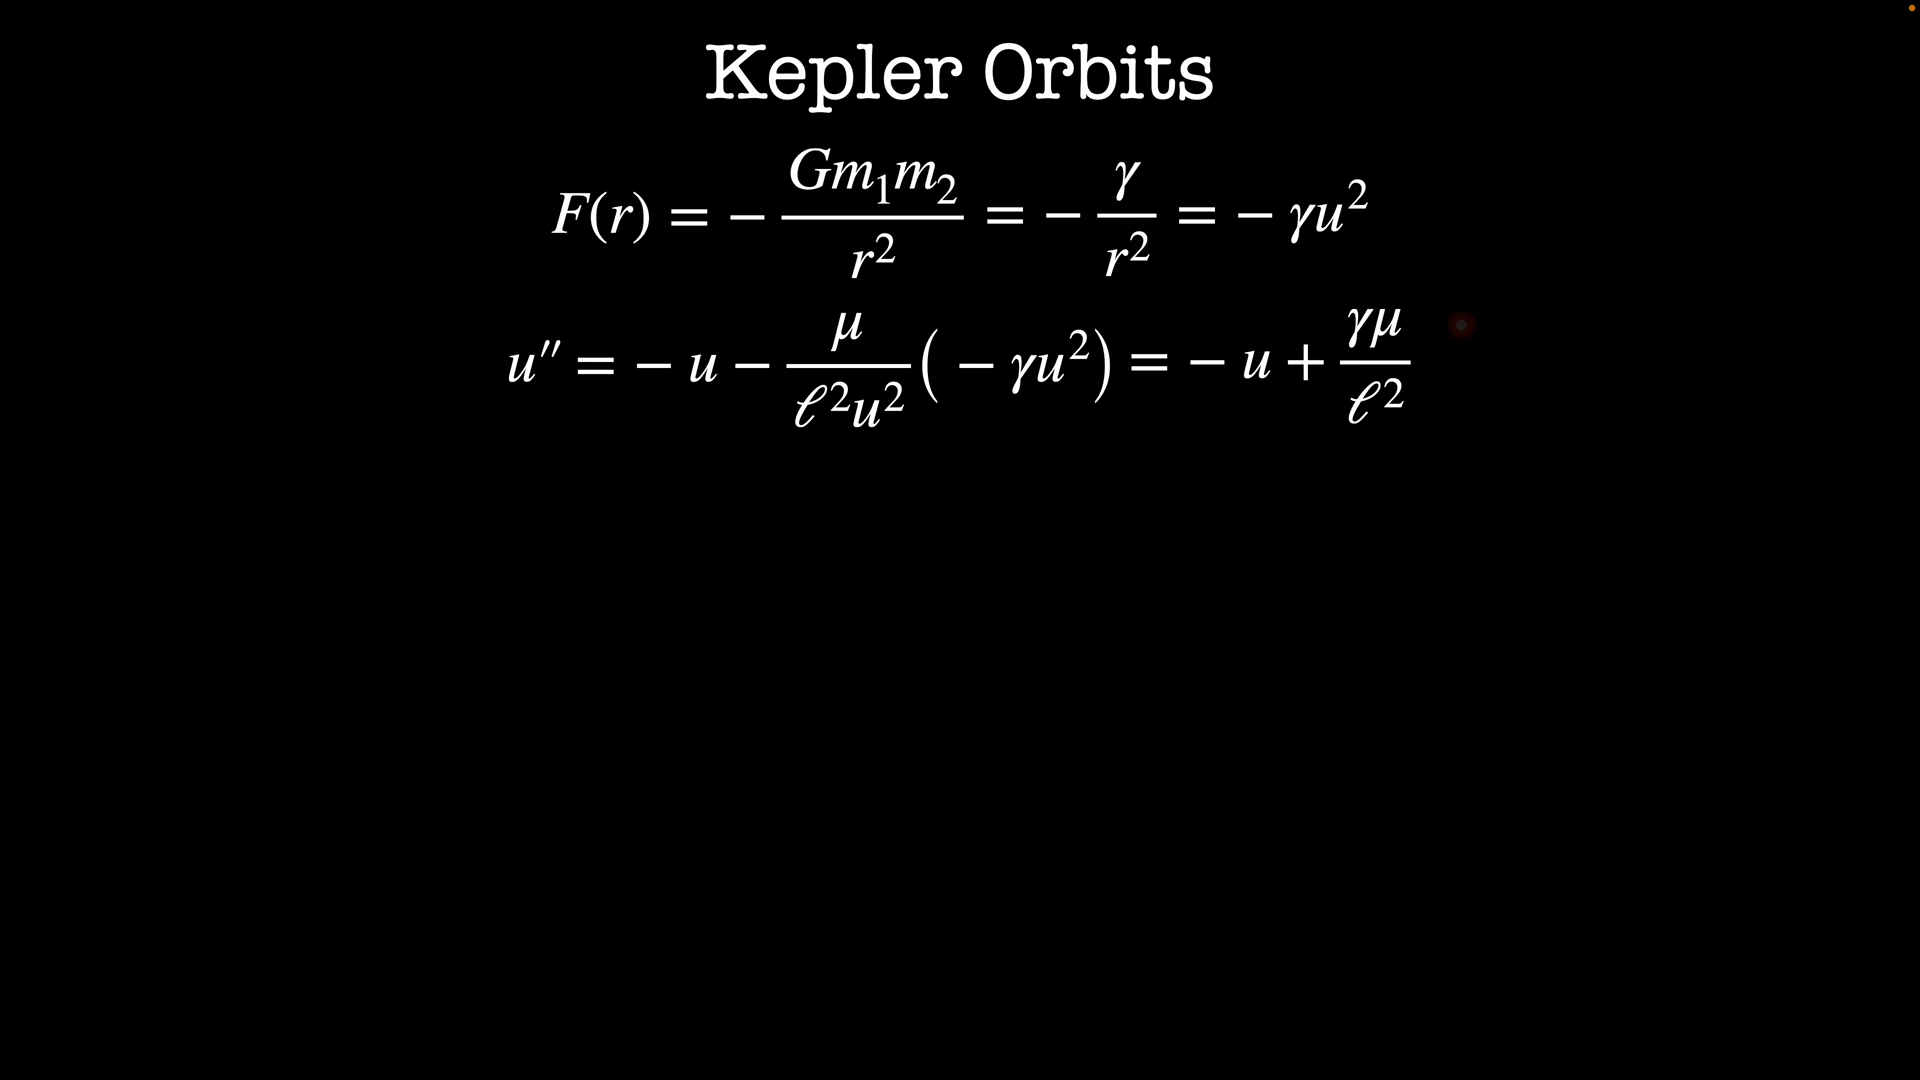 Kepler Orbits
F(r) = − Gm₁m₂/r² = − γ/r² = − γu²
u″ = − u − μ/ℓ²u² ( − γu²) = − u + γμ/ℓ²